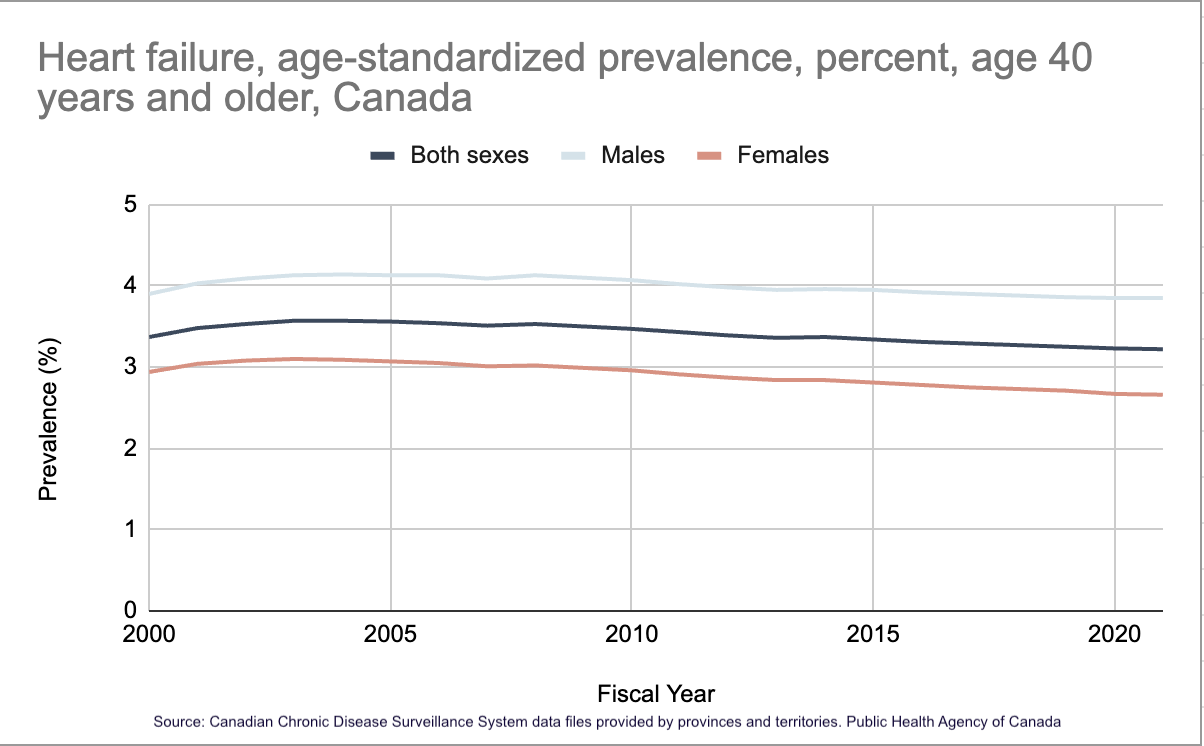 Heart failure, age-standardized prevalence, percent, age 40
years and older, Canada
Both sexes Males Females
5
4
3
2
1
0
Prevalence (%)
2000 2005 2010 2015 2020
Fiscal Year
Source: Canadian Chronic Disease Surveillance System data files provided by provinces and territories. Public Health Agency of Canada